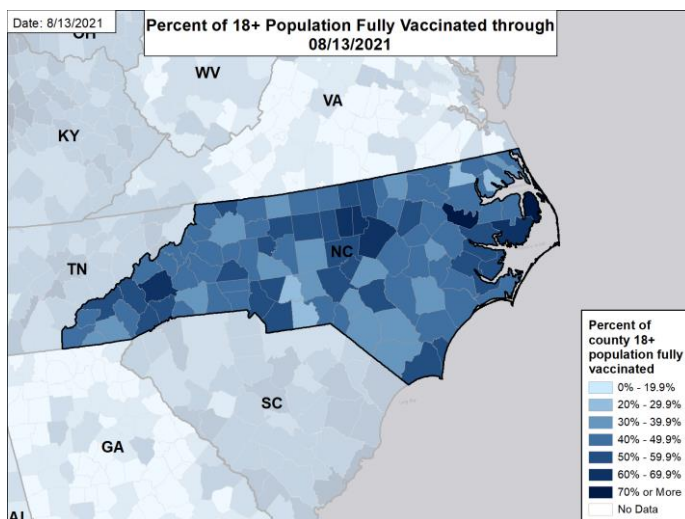 Date: 8/13/2021
Percent of 18+ Population Fully Vaccinated through
08/13/2021
OH
WV
VA
KY
TN
NC
SC
GA
AL
Percent of
county 18+
population fully
vaccinated
0% - 19.9%
20% - 29.9%
30% - 39.9%
40% - 49.9%
50% - 59.9%
60% - 69.9%
70% or More
No Data